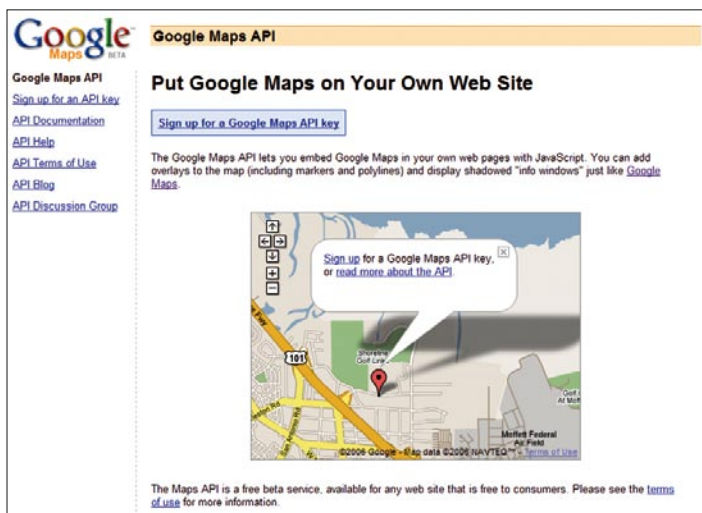 Google
Maps BETA
Google Maps API
Google Maps API
Sign up for an API key
API Documentation
API Help
API Terms of Use
API Blog
API Discussion Group
Put Google Maps on Your Own Web Site
Sign up for a Google Maps API key
The Google Maps API lets you embed Google Maps in your own web pages with JavaScript. You can add
overlays to the map (including markers and polylines) and display shadowed "info windows" just like Google
Maps.
Sign up for a Google Maps API key,
or read more about the API.
101
Shoreline
Golf Links
San Antonio Rd
Moffett Federal
Air Field
©2006 Google - Map data ©2006 NAVTEQ™ - Terms of Use
The Maps API is a free beta service, available for any web site that is free to consumers. Please see the terms
of use for more information.